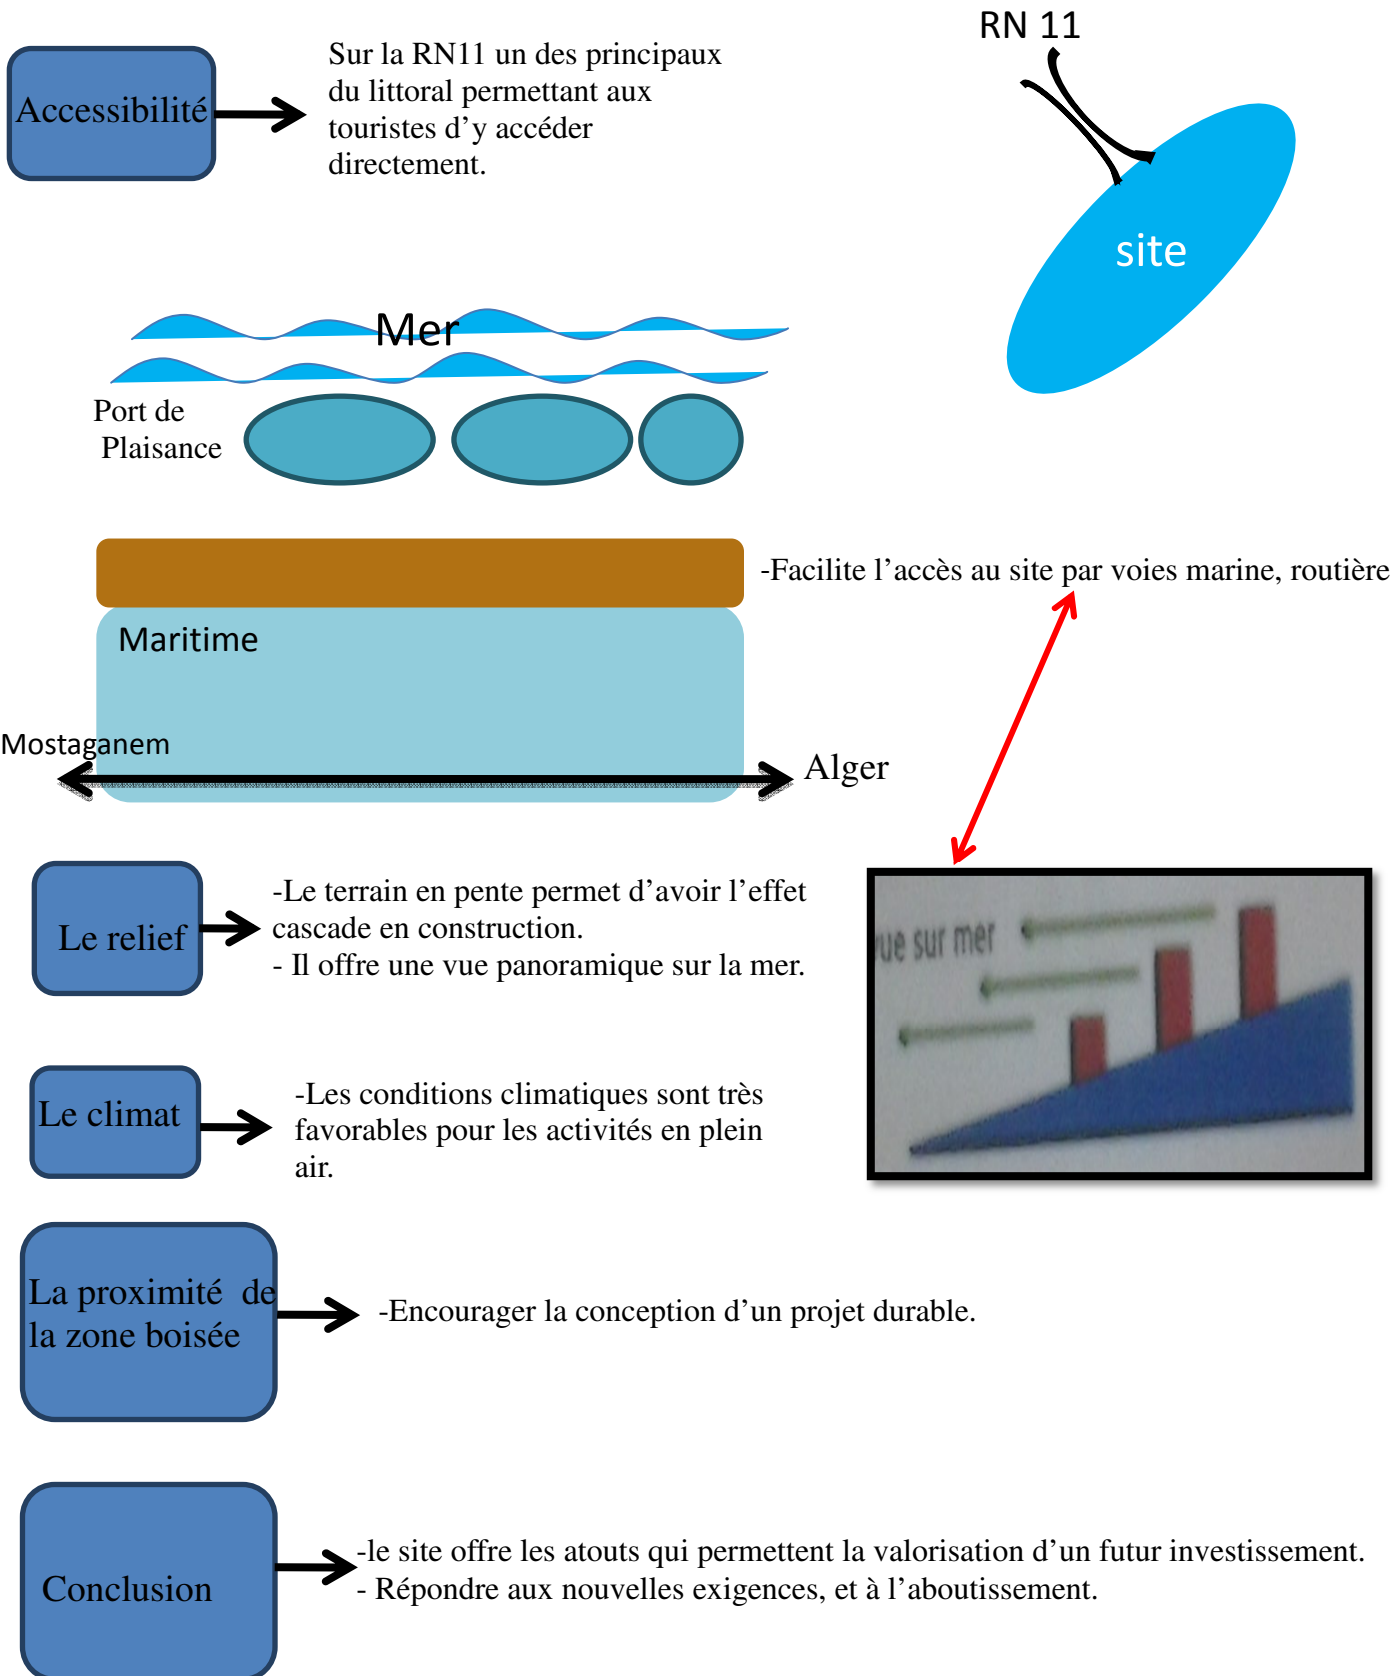 RN 11
Accessibilité
Sur la RN11 un des principaux
du littoral permettant aux
touristes d’y accéder
directement.
site
Mer
Port de
Plaisance
-Facilite l’accès au site par voies marine, routière
Maritime
Mostaganem
Alger
Le relief
-Le terrain en pente permet d’avoir l’effet
cascade en construction.
- Il offre une vue panoramique sur la mer.
vue sur mer
Le climat
-Les conditions climatiques sont très
favorables pour les activités en plein
air.
La proximité de
la zone boisée
-Encourager la conception d’un projet durable.
Conclusion
-le site offre les atouts qui permettent la valorisation d’un futur investissement.
- Répondre aux nouvelles exigences, et à l’aboutissement.